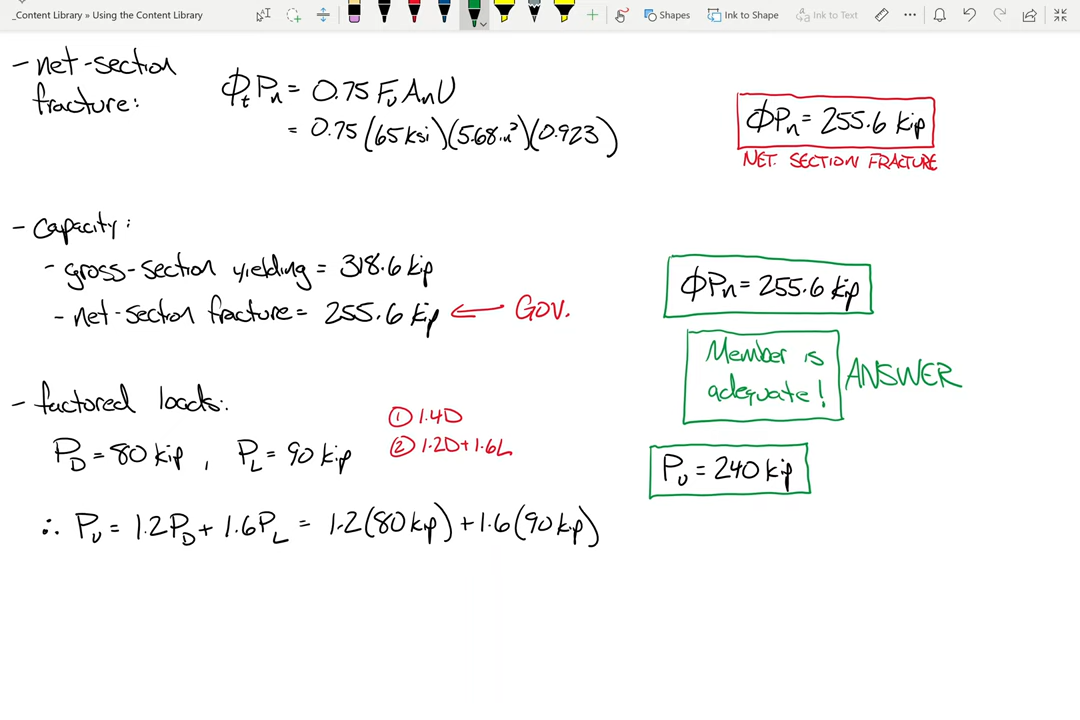 _Content Library » Using the Content Library
Shapes
Ink to Shape
Ink to Text
- net-section
fracture:
ϕtPn = 0.75 Fu An U
= 0.75 (65 ksi)(5.68 in²)(0.923)
ϕPn = 255.6 kip
NET SECTION FRACTURE
- Capacity:
- gross-section yielding = 318.6 kip
- net-section fracture = 255.6 kip ← GOV.
ϕPn = 255.6 kip
Member is
adequate!
ANSWER
- factored loads:
① 1.4D
② 1.2D + 1.6L
PD = 80 kip , PL = 90 kip
Pu = 240 kip
∴ Pu = 1.2PD + 1.6PL = 1.2(80 kip) + 1.6(90 kip)